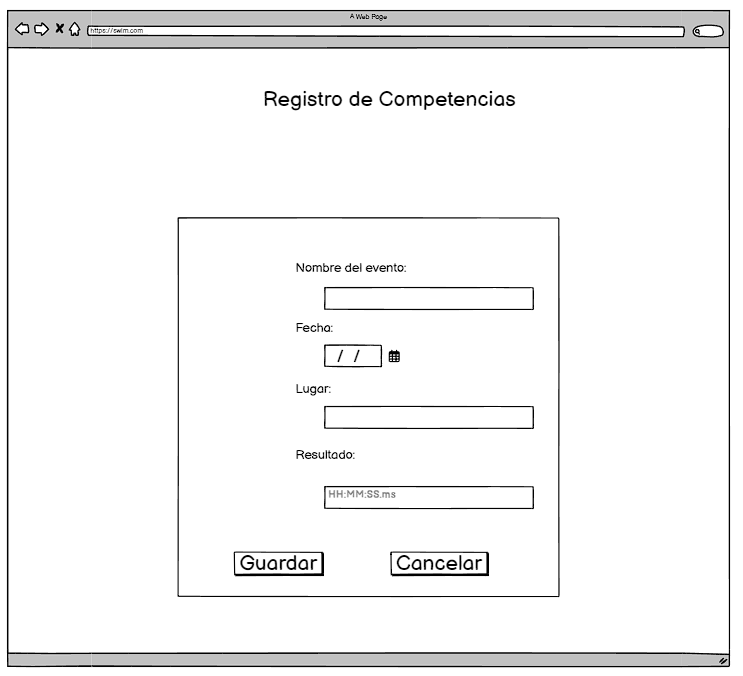 A Web Page
https://swim.com
Registro de Competencias
Nombre del evento:
Fecha:
/ /
Lugar:
Resultado:
HH:MM:SS.ms
Guardar Cancelar